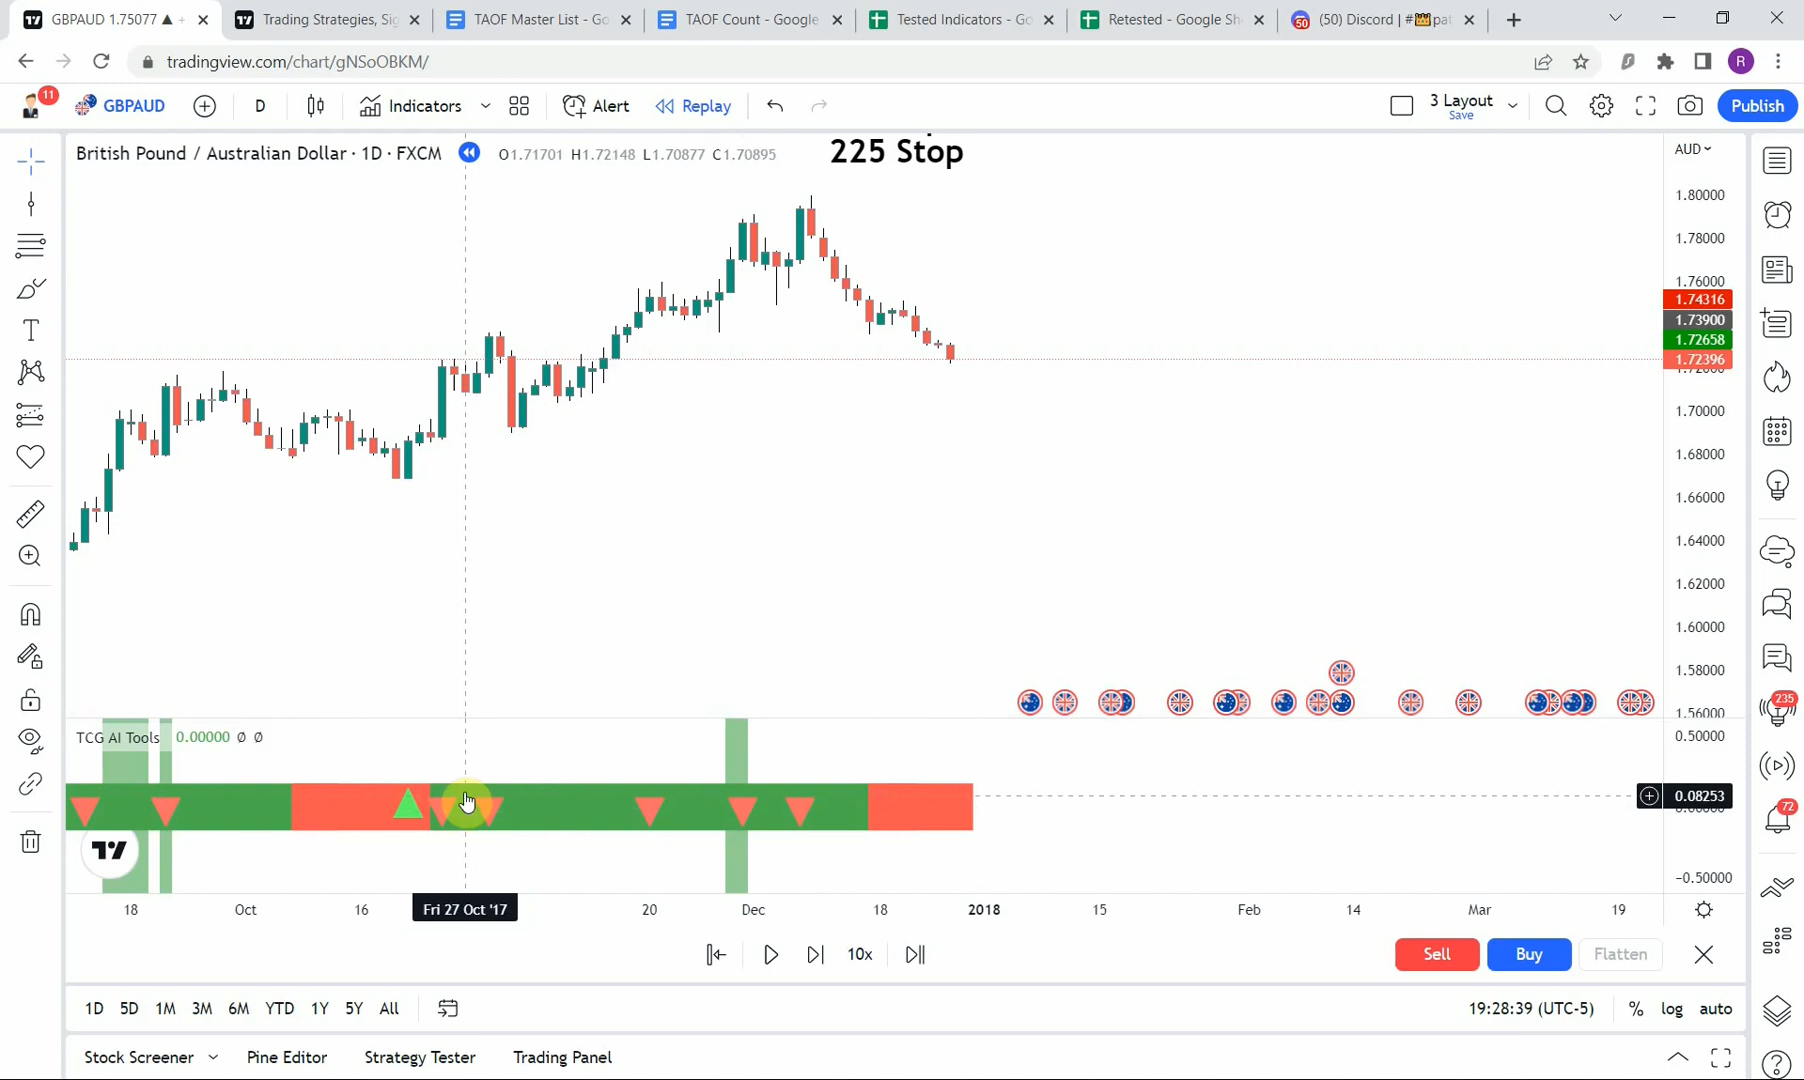 GBPAUD 1.75077 ▲ +
Trading Strategies, Sig
TAOF Master List - Go
TAOF Count - Google
Tested Indicators - Go
Retested - Google Sh
50
(50) Discord | #👑pat
tradingview.com/chart/gNSoOBKM/
R
11
GBPAUD
D
Indicators
Alert
Replay
3 Layout
Save
Publish
British Pound / Australian Dollar · 1D · FXCM
O1.71701 H1.72148 L1.70877 C1.70895
225 Stop
AUD
1.80000
1.78000
1.76000
1.74316
1.73900
1.72658
1.72396
1.72000
1.70000
1.68000
1.66000
1.64000
1.62000
1.60000
1.58000
1.56000
TCG AI Tools 0.00000 Ø Ø
0.50000
0.08253
−0.50000
235
72
18
Oct
16
Fri 27 Oct '17
20
Dec
18
2018
15
Feb
14
Mar
19
10x
Sell
Buy
Flatten
1D 5D 1M 3M 6M YTD 1Y 5Y All
19:28:39 (UTC-5)
% log auto
Stock Screener
Pine Editor
Strategy Tester
Trading Panel